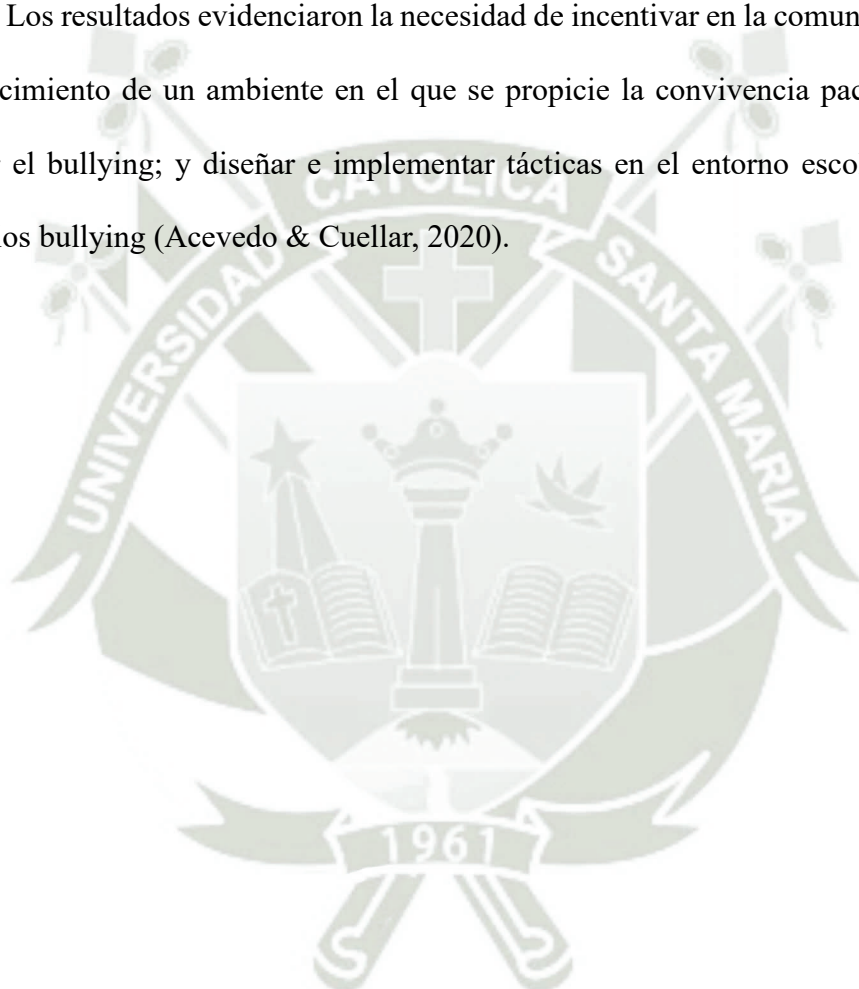 Los resultados evidenciaron la necesidad de incentivar en la comun
cimiento de un ambiente en el que se propicie la convivencia pac
el bullying; y diseñar e implementar tácticas en el entorno esco
los bullying (Acevedo & Cuellar, 2020).
UNIVERSIDAD CATOLICA SANTA MARIA
1961